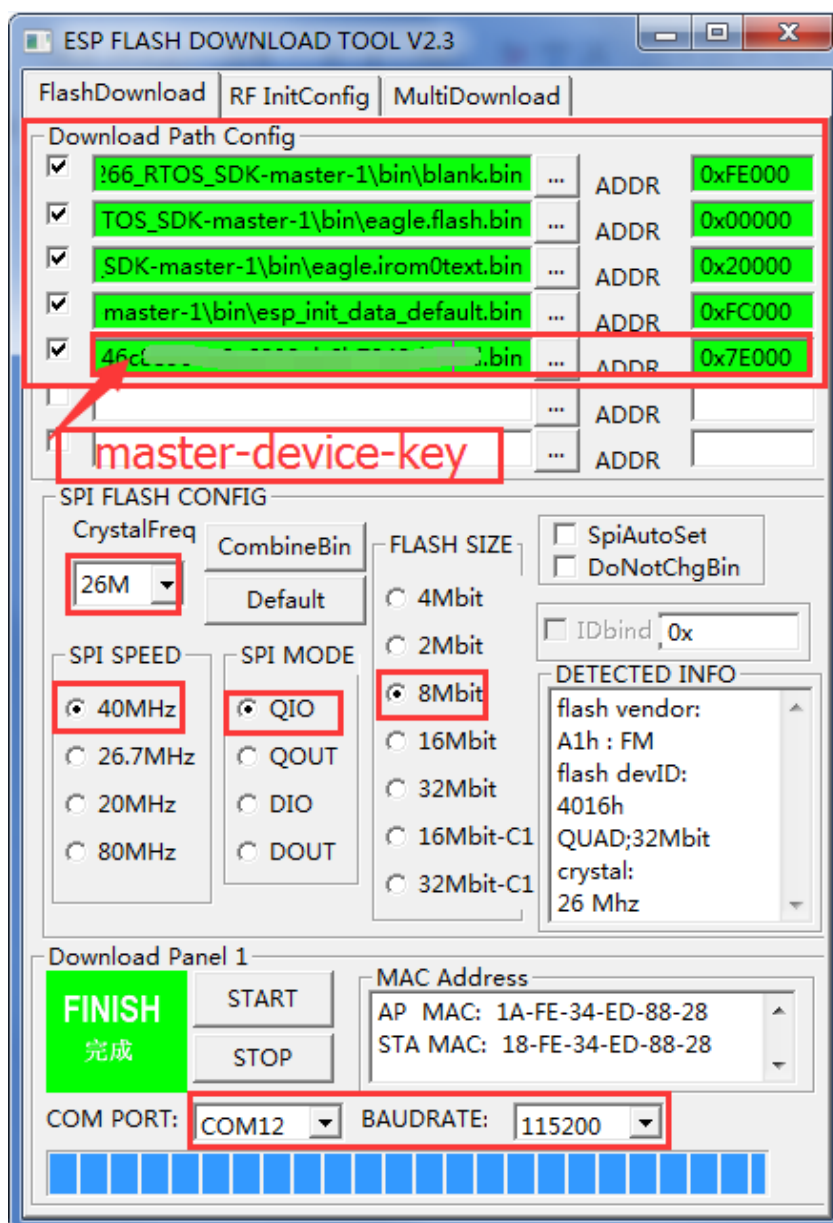 ESP FLASH DOWNLOAD TOOL V2.3
FlashDownload RF InitConfig MultiDownload
Download Path Config
?66_RTOS_SDK-master-1\bin\blank.bin ... ADDR 0xFE000
TOS_SDK-master-1\bin\eagle.flash.bin ... ADDR 0x00000
_SDK-master-1\bin\eagle.irom0text.bin ... ADDR 0x20000
master-1\bin\esp_init_data_default.bin ... ADDR 0xFC000
.bin ... ADDR 0x7E000
... ADDR
master-device-key ... ADDR
SPI FLASH CONFIG
CrystalFreq
26M
CombineBin
Default
SPI SPEED
40MHz
26.7MHz
20MHz
80MHz
SPI MODE
QIO
QOUT
DIO
DOUT
FLASH SIZE
4Mbit
2Mbit
8Mbit
16Mbit
32Mbit
16Mbit-C1
32Mbit-C1
SpiAutoSet
DoNotChgBin
IDbind 0x
DETECTED INFO
flash vendor:
A1h : FM
flash devID:
4016h
QUAD;32Mbit
crystal:
26 Mhz
Download Panel 1
FINISH
完成
START
STOP
MAC Address
AP MAC: 1A-FE-34-ED-88-28
STA MAC: 18-FE-34-ED-88-28
COM PORT: COM12 BAUDRATE: 115200